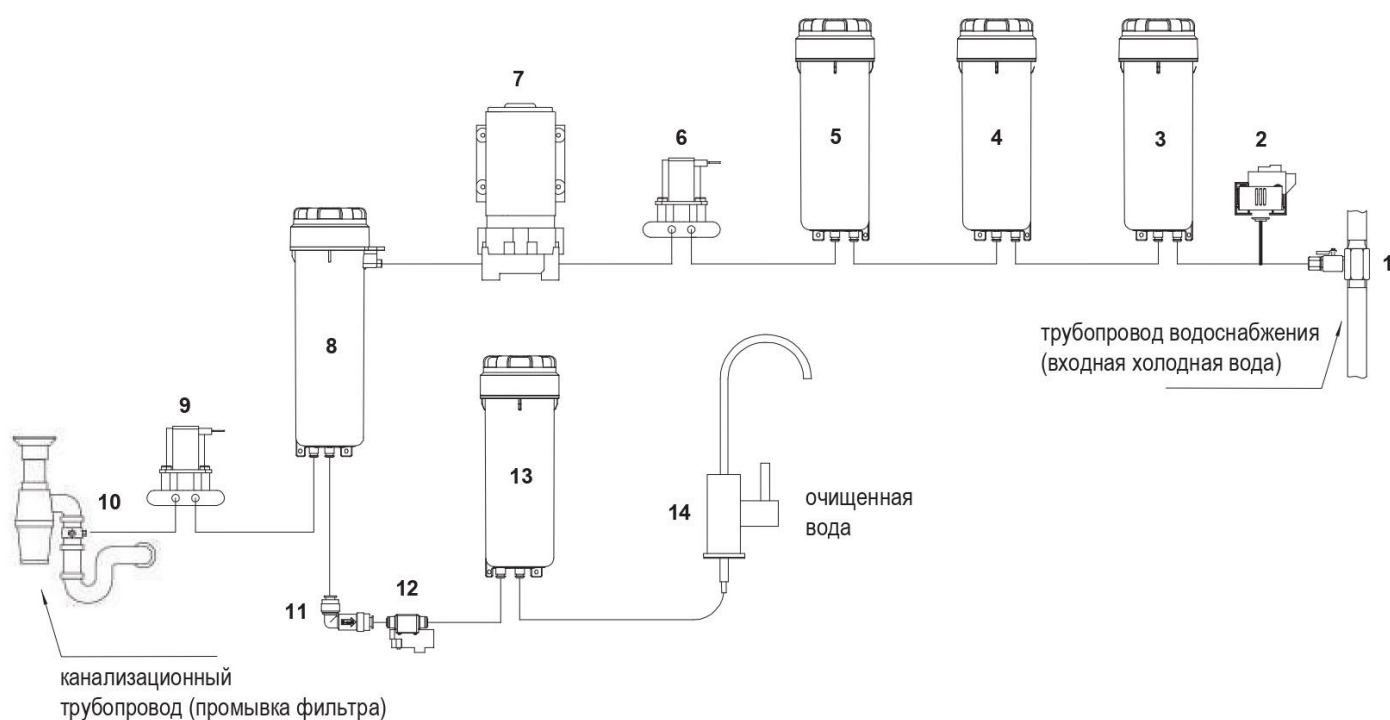 7
5
4
3
6
2
1
трубопровод водоснабжения
(входная холодная вода)
8
9
13
10
14
очищенная
вода
12
11
канализационный
трубопровод (промывка фильтра)